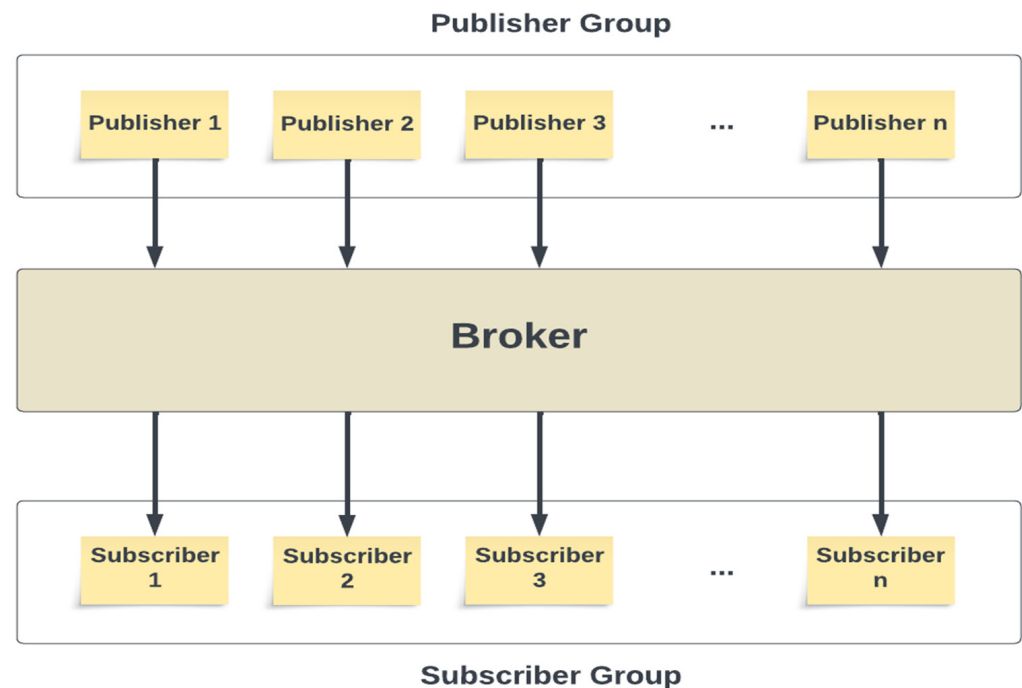 Publisher Group
Publisher 1
Publisher 2
Publisher 3
...
Publisher n
Broker
Subscriber
1
Subscriber
2
Subscriber
3
...
Subscriber
n
Subscriber Group